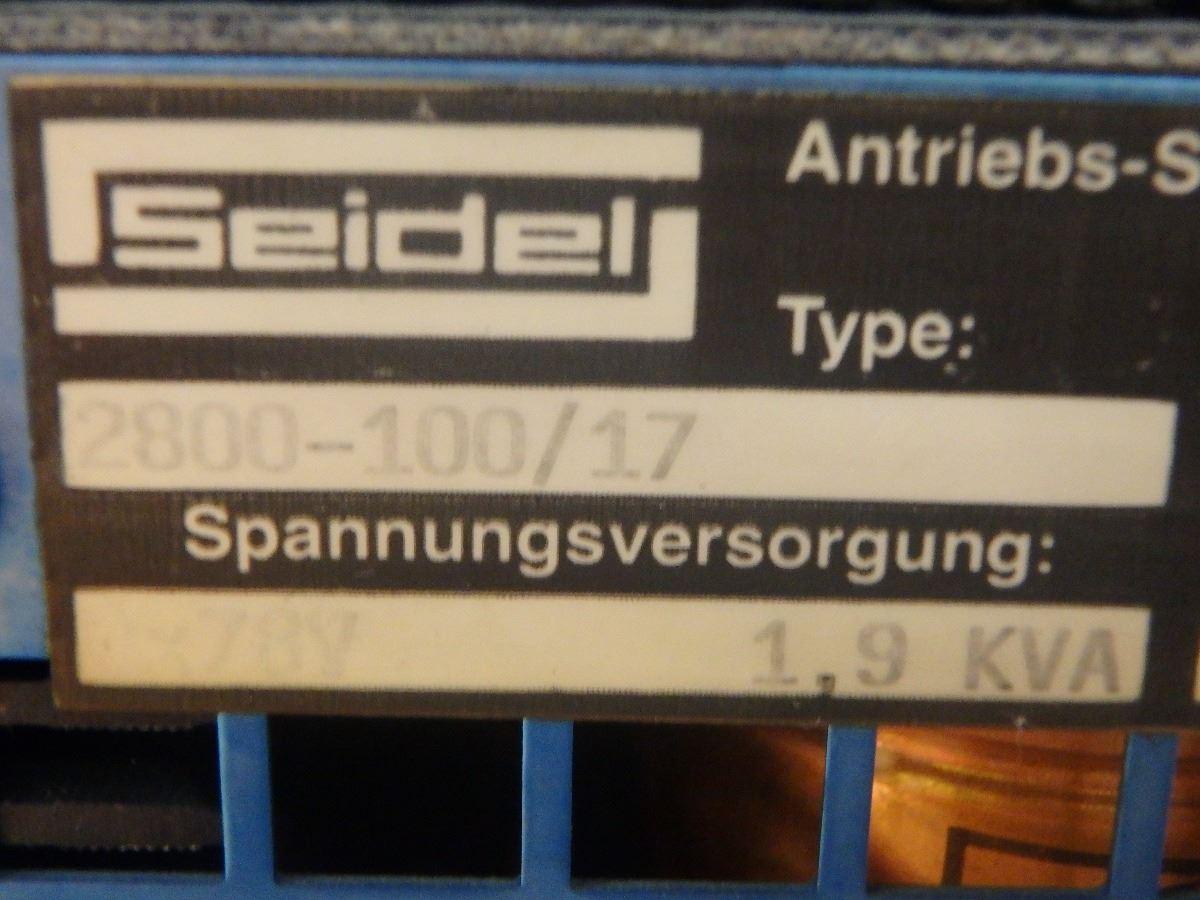 Seidel
Antriebs-S
Type:
2800-100/17
Spannungsversorgung:
1,9 KVA